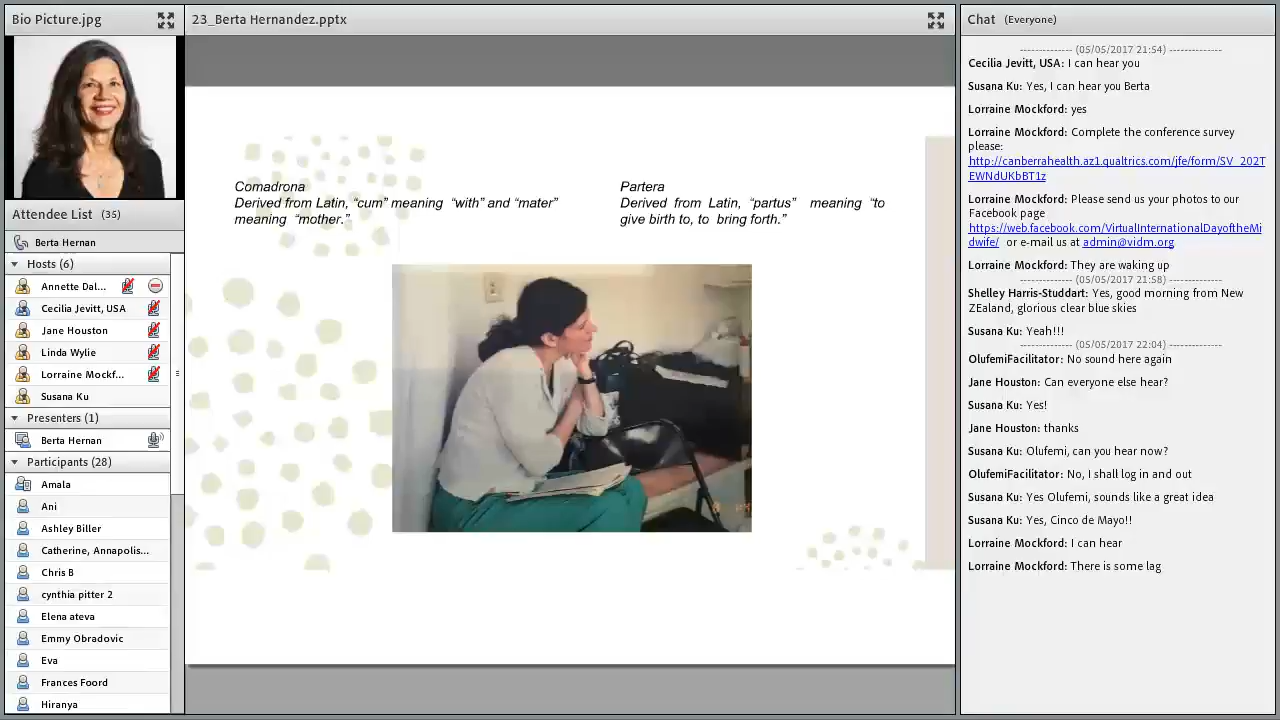 Bio Picture.jpg
Attendee List (35)
Berta Hernan
Hosts (6)
Annette Dal...
Cecilia Jevitt, USA
Jane Houston
Linda Wylie
Lorraine Mockf...
Susana Ku
Presenters (1)
Berta Hernan
Participants (28)
Amala
Ani
Ashley Biller
Catherine, Annapolis...
Chris B
cynthia pitter 2
Elena ateva
Emmy Obradovic
Eva
Frances Foord
Hiranya
23_Berta Hernandez.pptx
Comadrona
Derived from Latin, “cum” meaning “with” and “mater”
meaning “mother.”
Partera
Derived from Latin, “partus” meaning “to
give birth to, to bring forth.”
Chat (Everyone)
-------------- (05/05/2017 21:54) --------------
Cecilia Jevitt, USA: I can hear you
Susana Ku: Yes, I can hear you Berta
Lorraine Mockford: yes
Lorraine Mockford: Complete the conference survey
please:
http://canberrahealth.az1.qualtrics.com/jfe/form/SV_202T
EWNdUKbBT1z
Lorraine Mockford: Please send us your photos to our
Facebook page
https://web.facebook.com/VirtualInternationalDayoftheMi
dwife/ or e-mail us at admin@vidm.org
Lorraine Mockford: They are waking up
-------------- (05/05/2017 21:58) --------------
Shelley Harris-Studdart: Yes, good morning from New
ZEaland, glorious clear blue skies
Susana Ku: Yeah!!!
-------------- (05/05/2017 22:04) --------------
OlufemiFacilitator: No sound here again
Jane Houston: Can everyone else hear?
Susana Ku: Yes!
Jane Houston: thanks
Susana Ku: Olufemi, can you hear now?
OlufemiFacilitator: No, I shall log in and out
Susana Ku: Yes Olufemi, sounds like a great idea
Susana Ku: Yes, Cinco de Mayo!!
Lorraine Mockford: I can hear
Lorraine Mockford: There is some lag